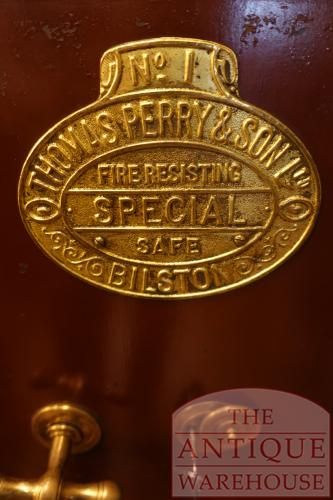 Nº 1
THOMAS PERRY & SON LTD
FIRE RESISTING
SPECIAL
SAFE
BILSTON
THE
ANTIQUE
WAREHOUSE